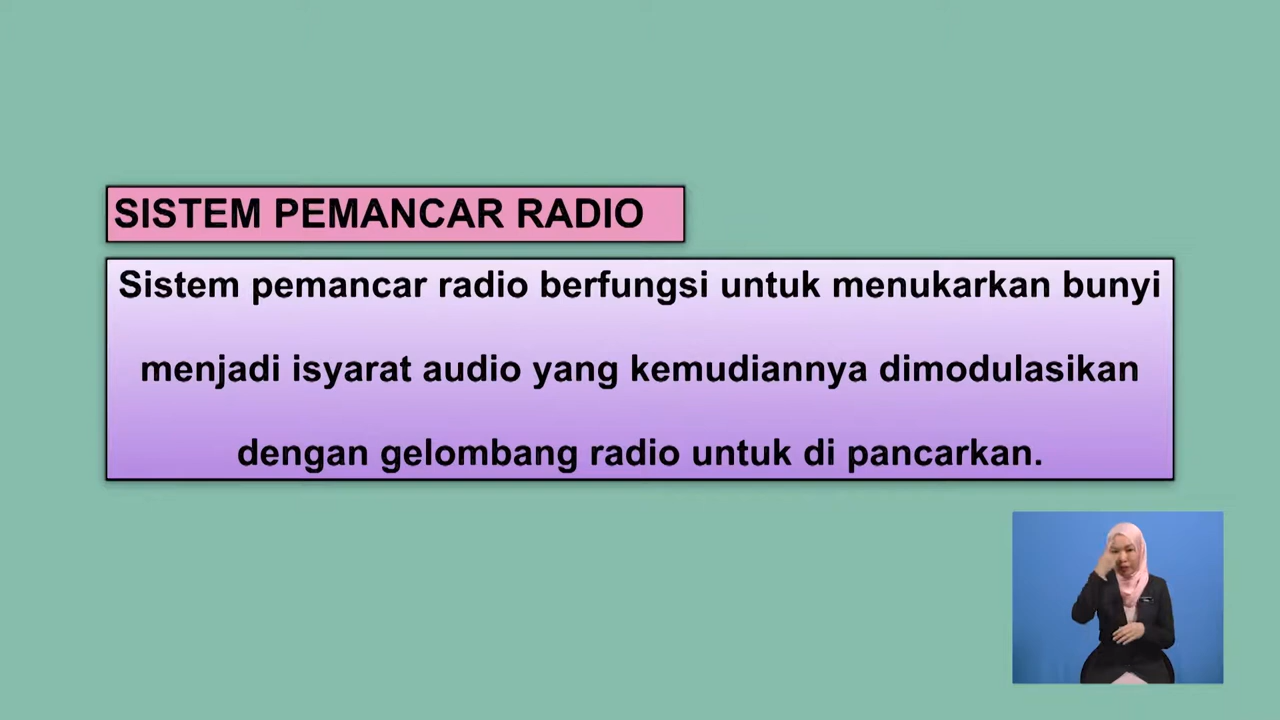 SISTEM PEMANCAR RADIO
Sistem pemancar radio berfungsi untuk menukarkan bunyi
menjadi isyarat audio yang kemudiannya dimodulasikan
dengan gelombang radio untuk di pancarkan.